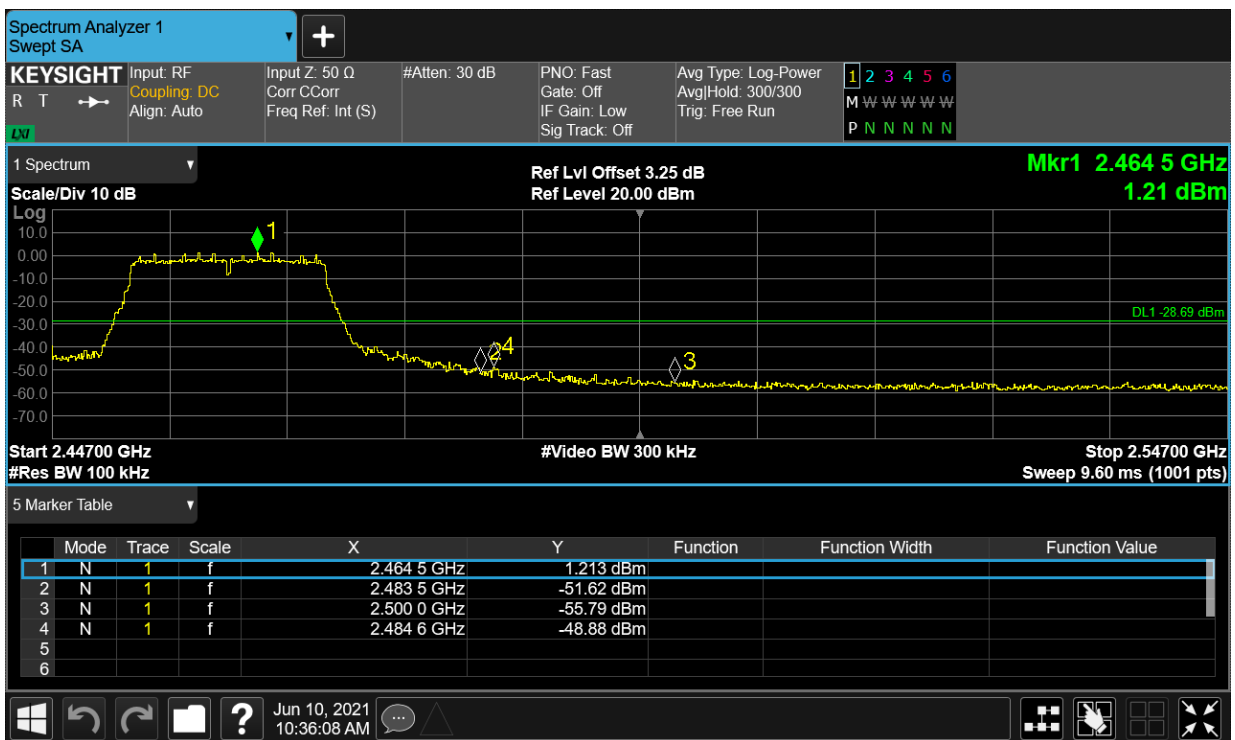 Spectrum Analyzer 1
Swept SA
KEYSIGHT Input: RF Input Z: 50 Ω #Atten: 30 dB PNO: Fast Avg Type: Log-Power 1 2 3 4 5 6
R T Coupling: DC Corr CCorr Gate: Off Avg|Hold: 300/300 M W W W W W
Align: Auto Freq Ref: Int (S) IF Gain: Low Trig: Free Run
LXI Sig Track: Off P N N N N N
1 Spectrum Ref Lvl Offset 3.25 dB Mkr1 2.464 5 GHz
Scale/Div 10 dB Ref Level 20.00 dBm 1.21 dBm
Log
10.0 1
0.00
-10.0
-20.0
-30.0 DL1 -28.69 dBm
-40.0 2 4
-50.0 3
-60.0
-70.0
Start 2.44700 GHz #Video BW 300 kHz Stop 2.54700 GHz
#Res BW 100 kHz Sweep 9.60 ms (1001 pts)
5 Marker Table
Mode Trace Scale X Y Function Function Width Function Value
1 N 1 f 2.464 5 GHz 1.213 dBm
2 N 1 f 2.483 5 GHz -51.62 dBm
3 N 1 f 2.500 0 GHz -55.79 dBm
4 N 1 f 2.484 6 GHz -48.88 dBm
5
6
? Jun 10, 2021
10:36:08 AM